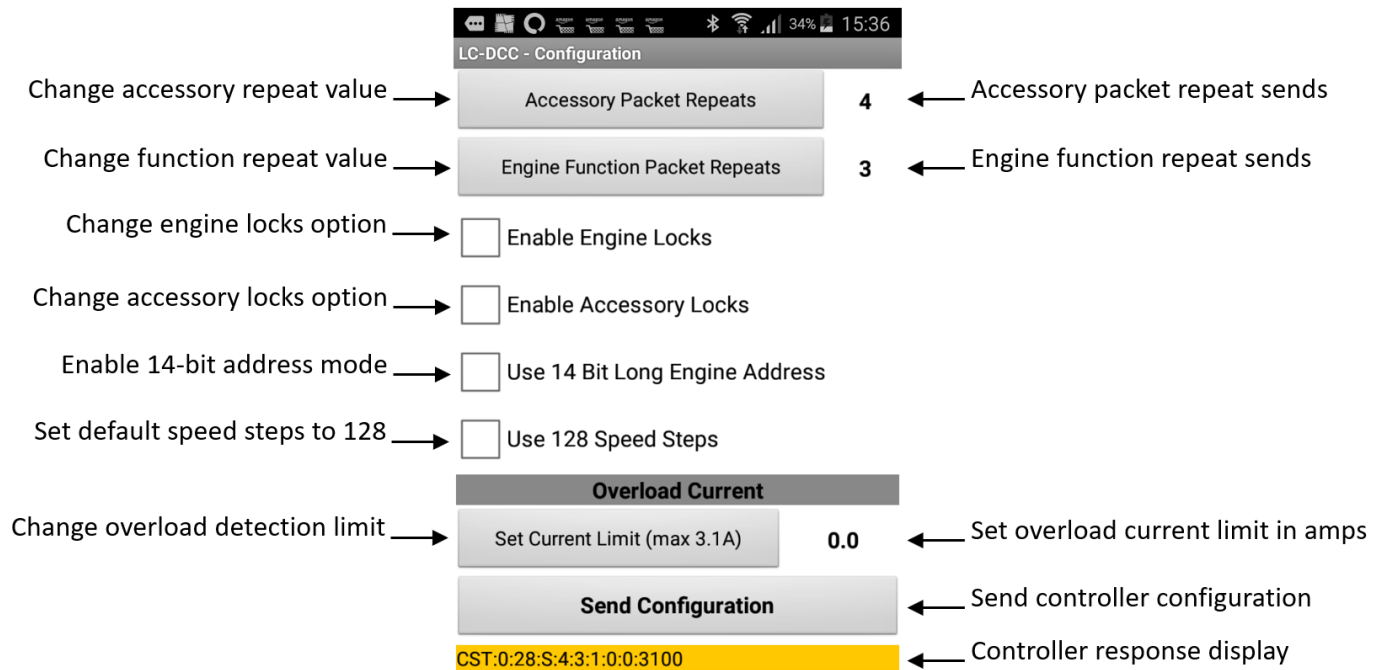 amazon amazon amazon amazon 34% 15:36
LC-DCC - Configuration
Change accessory repeat value Accessory Packet Repeats 4 Accessory packet repeat sends
Change function repeat value Engine Function Packet Repeats 3 Engine function repeat sends
Change engine locks option Enable Engine Locks
Change accessory locks option Enable Accessory Locks
Enable 14-bit address mode Use 14 Bit Long Engine Address
Set default speed steps to 128 Use 128 Speed Steps
Overload Current
Change overload detection limit Set Current Limit (max 3.1A) 0.0 Set overload current limit in amps
Send Configuration Send controller configuration
CST:0:28:S:4:3:1:0:0:3100 Controller response display